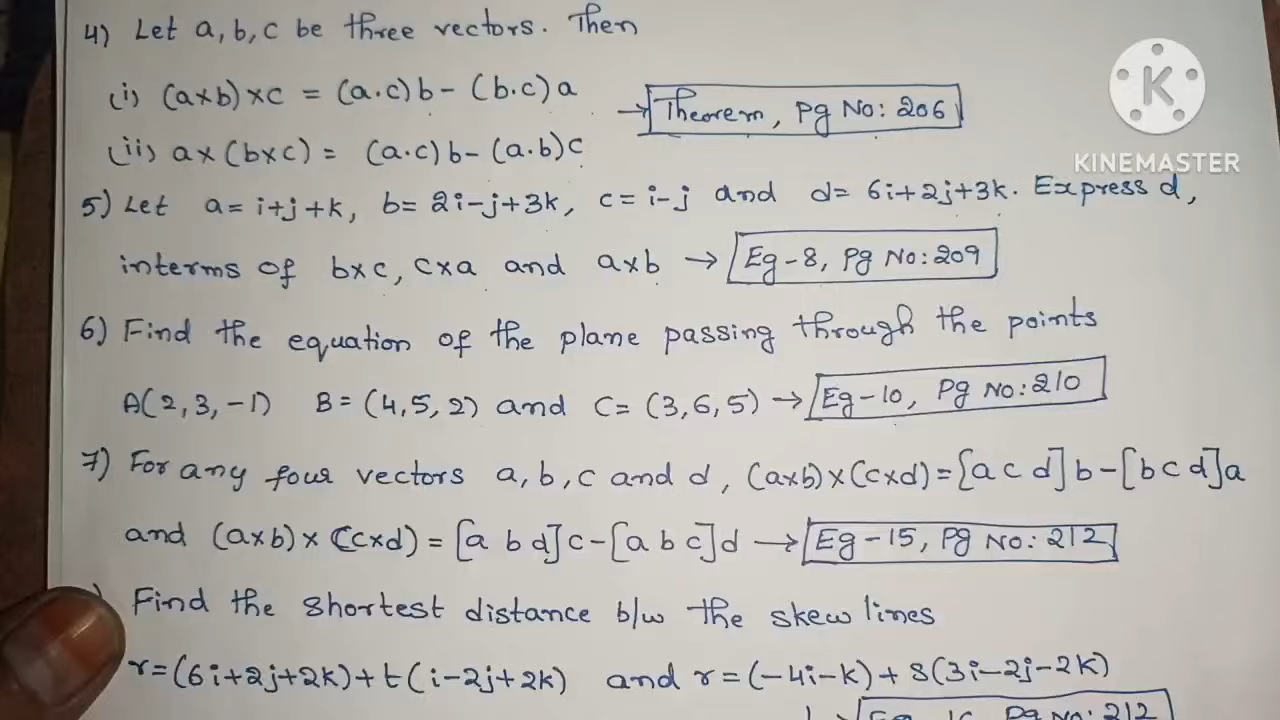 4) Let a, b, c be three vectors. Then
(i) (a×b)×c = (a·c)b - (b·c)a
→ Theorem, Pg No: 206
(ii) a×(b×c) = (a·c)b - (a·b)c
K
KINEMASTER
5) Let a= i+j+k, b= 2i-j+3k, c= i-j and d= 6i+2j+3k. Express d,
interms of b×c, c×a and a×b → Eg-8, Pg No: 209
6) Find the equation of the plane passing through the points
A(2, 3, -1) B= (4, 5, 2) and C= (3, 6, 5) → Eg-10, Pg No: 210
7) For any four vectors a, b, c and d, (a×b)×(c×d) = [a c d]b - [b c d]a
and (a×b)×(c×d) = [a b d]c - [a b c]d → Eg-15, Pg No: 212
) Find the shortest distance b/w the skew lines
r=(6i+2j+2k)+t(i-2j+2k) and r=(-4i-k)+s(3i-2j-2k)
Pg No: 212